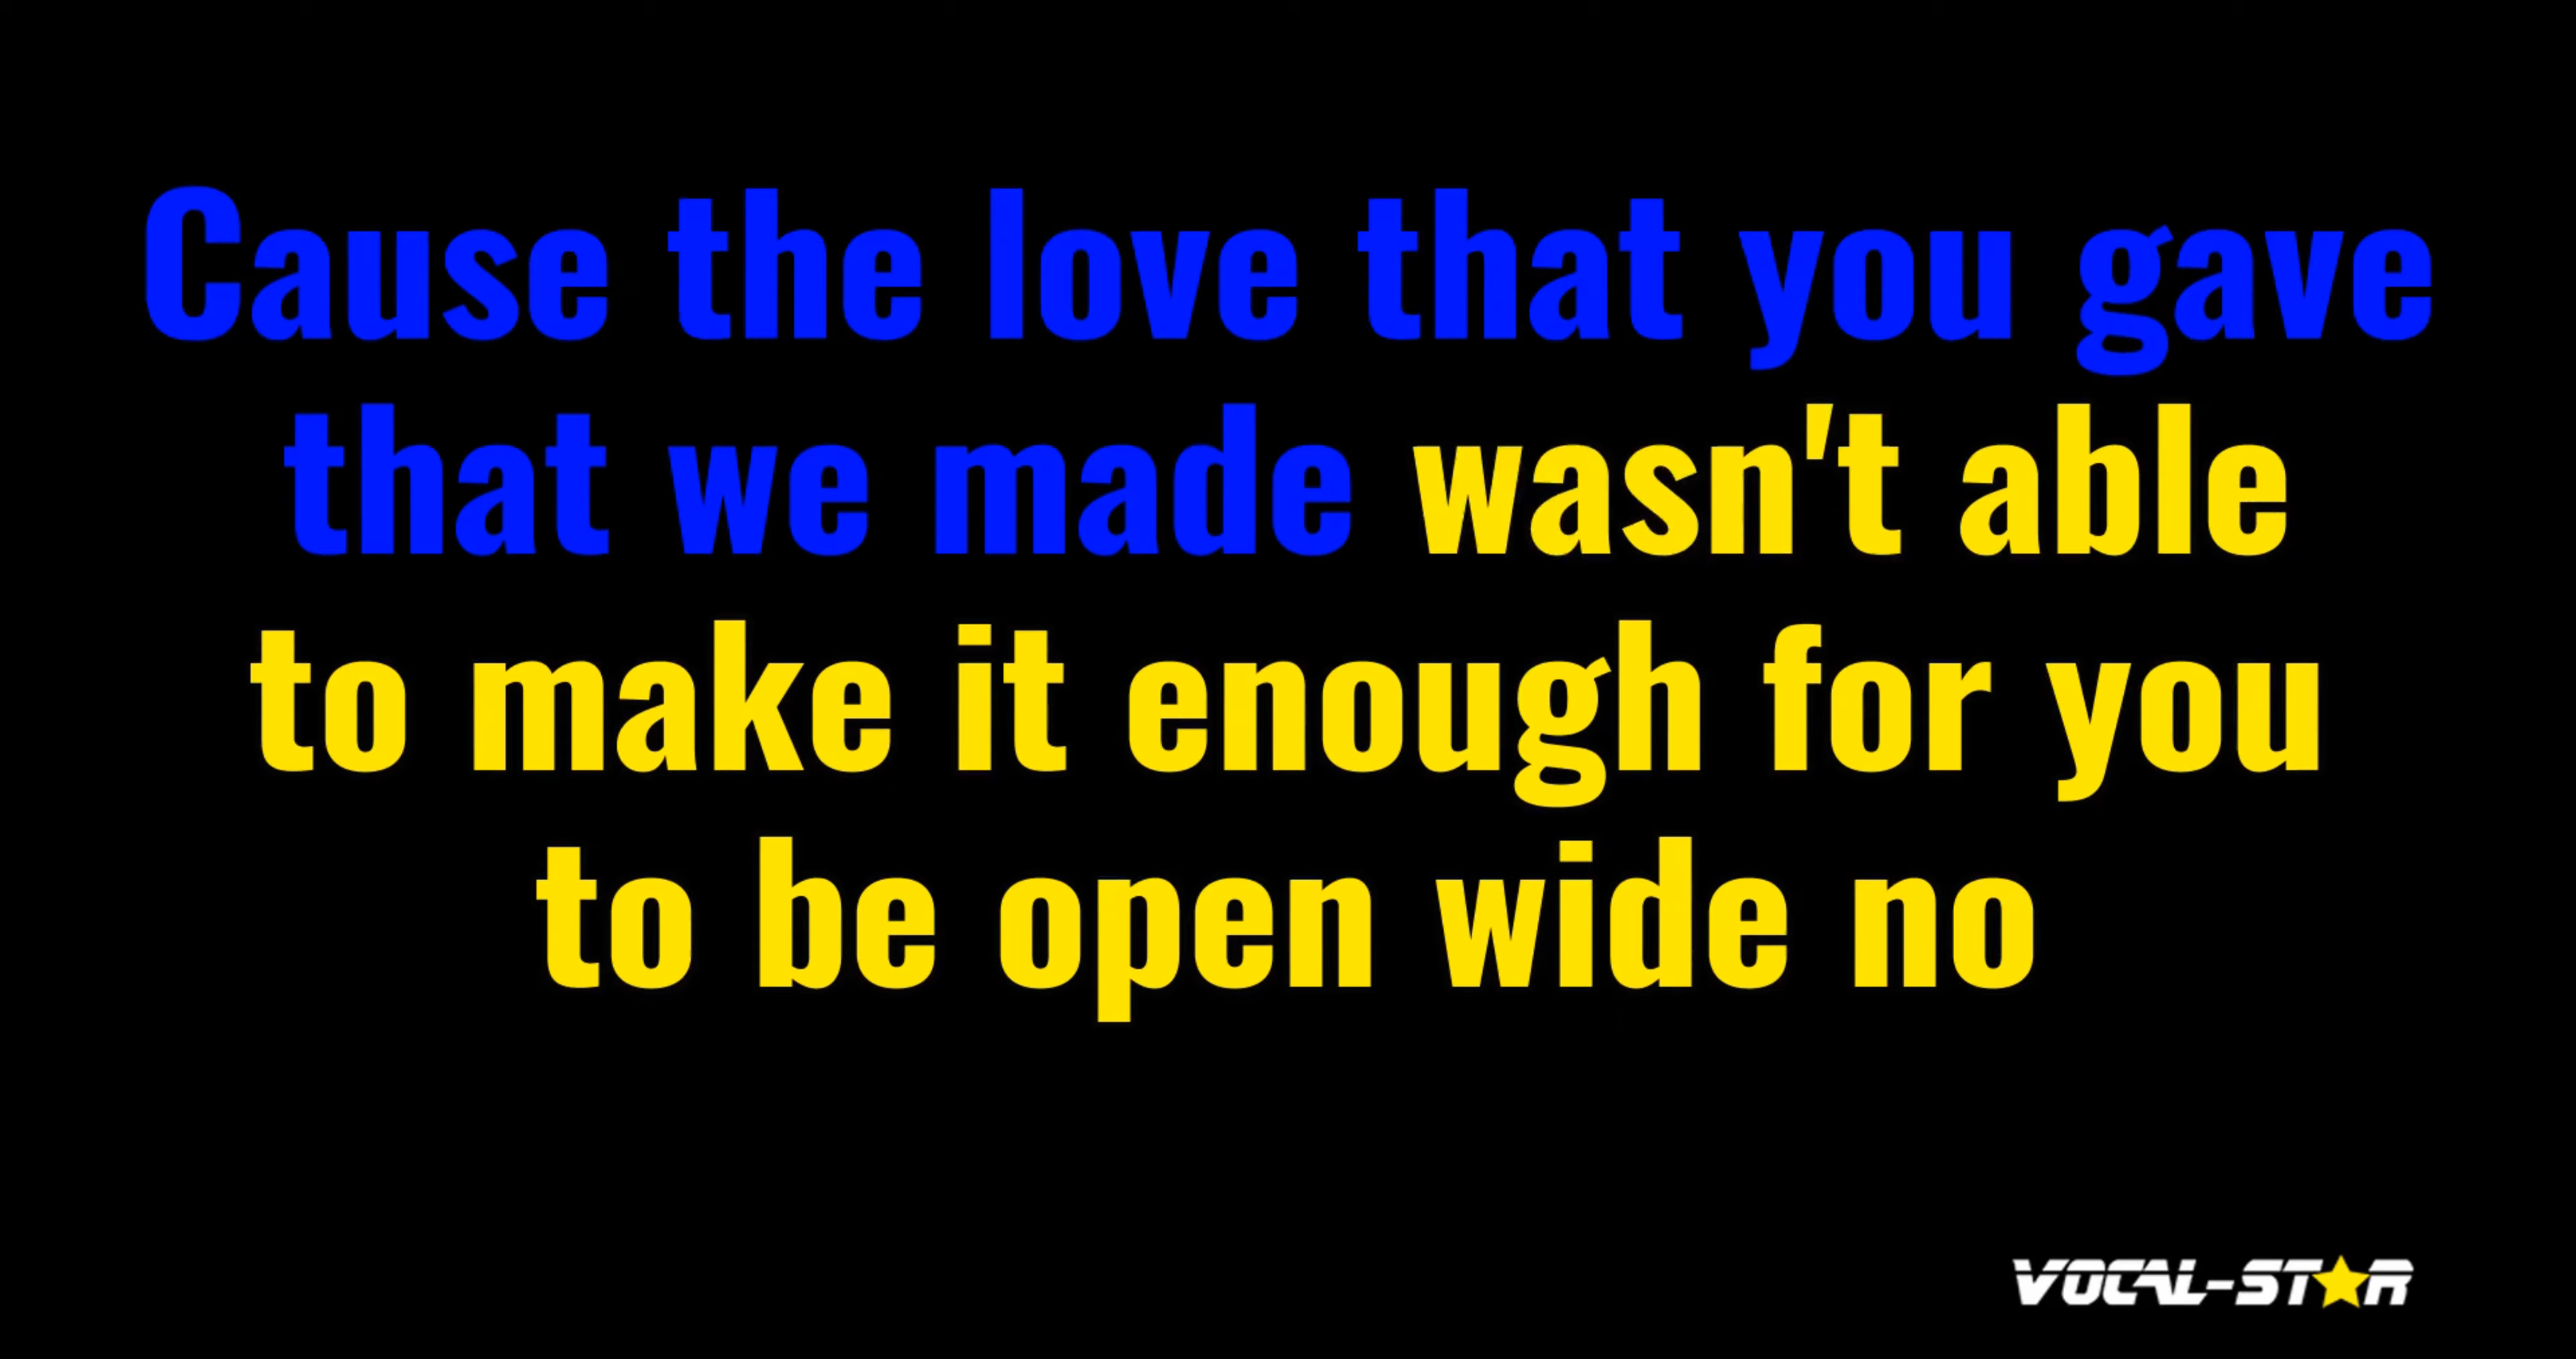 Cause the love that you gave
that we made wasn't able
to make it enough for you
to be open wide no
VOCAL-STAR